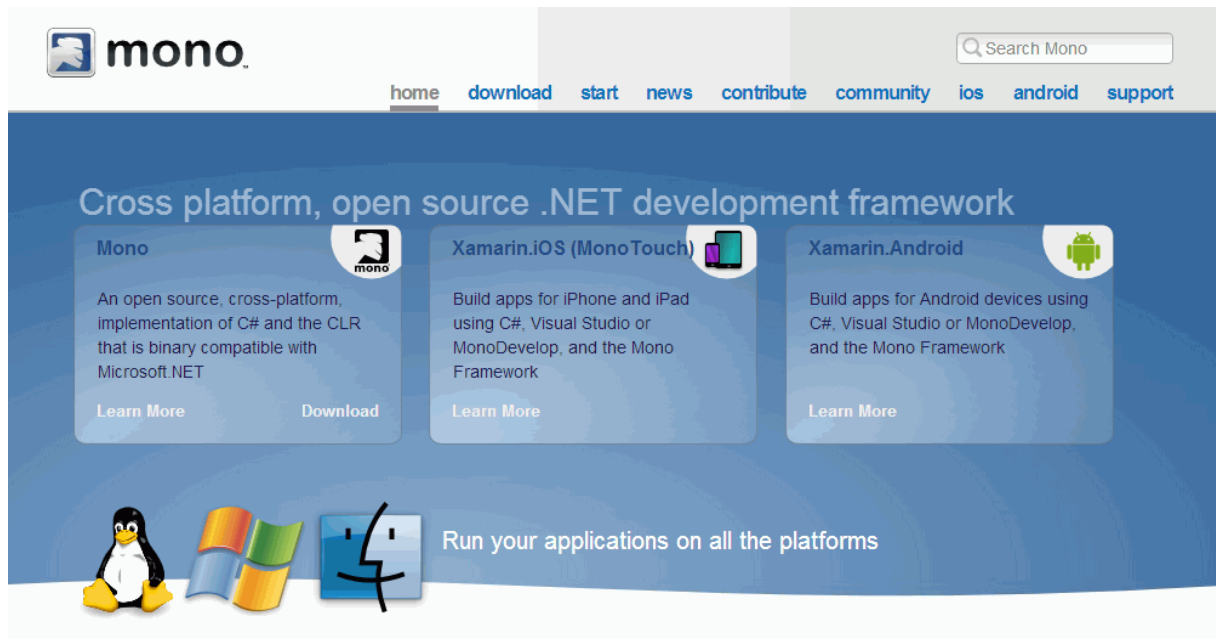 mono
Search Mono
home download start news contribute community ios android support
Cross platform, open source .NET development framework
Mono
mono
An open source, cross-platform,
implementation of C# and the CLR
that is binary compatible with
Microsoft.NET
Learn More Download
Xamarin.iOS (MonoTouch)
Build apps for iPhone and iPad
using C#, Visual Studio or
MonoDevelop, and the Mono
Framework
Learn More
Xamarin.Android
Build apps for Android devices using
C#, Visual Studio or MonoDevelop,
and the Mono Framework
Learn More
Run your applications on all the platforms